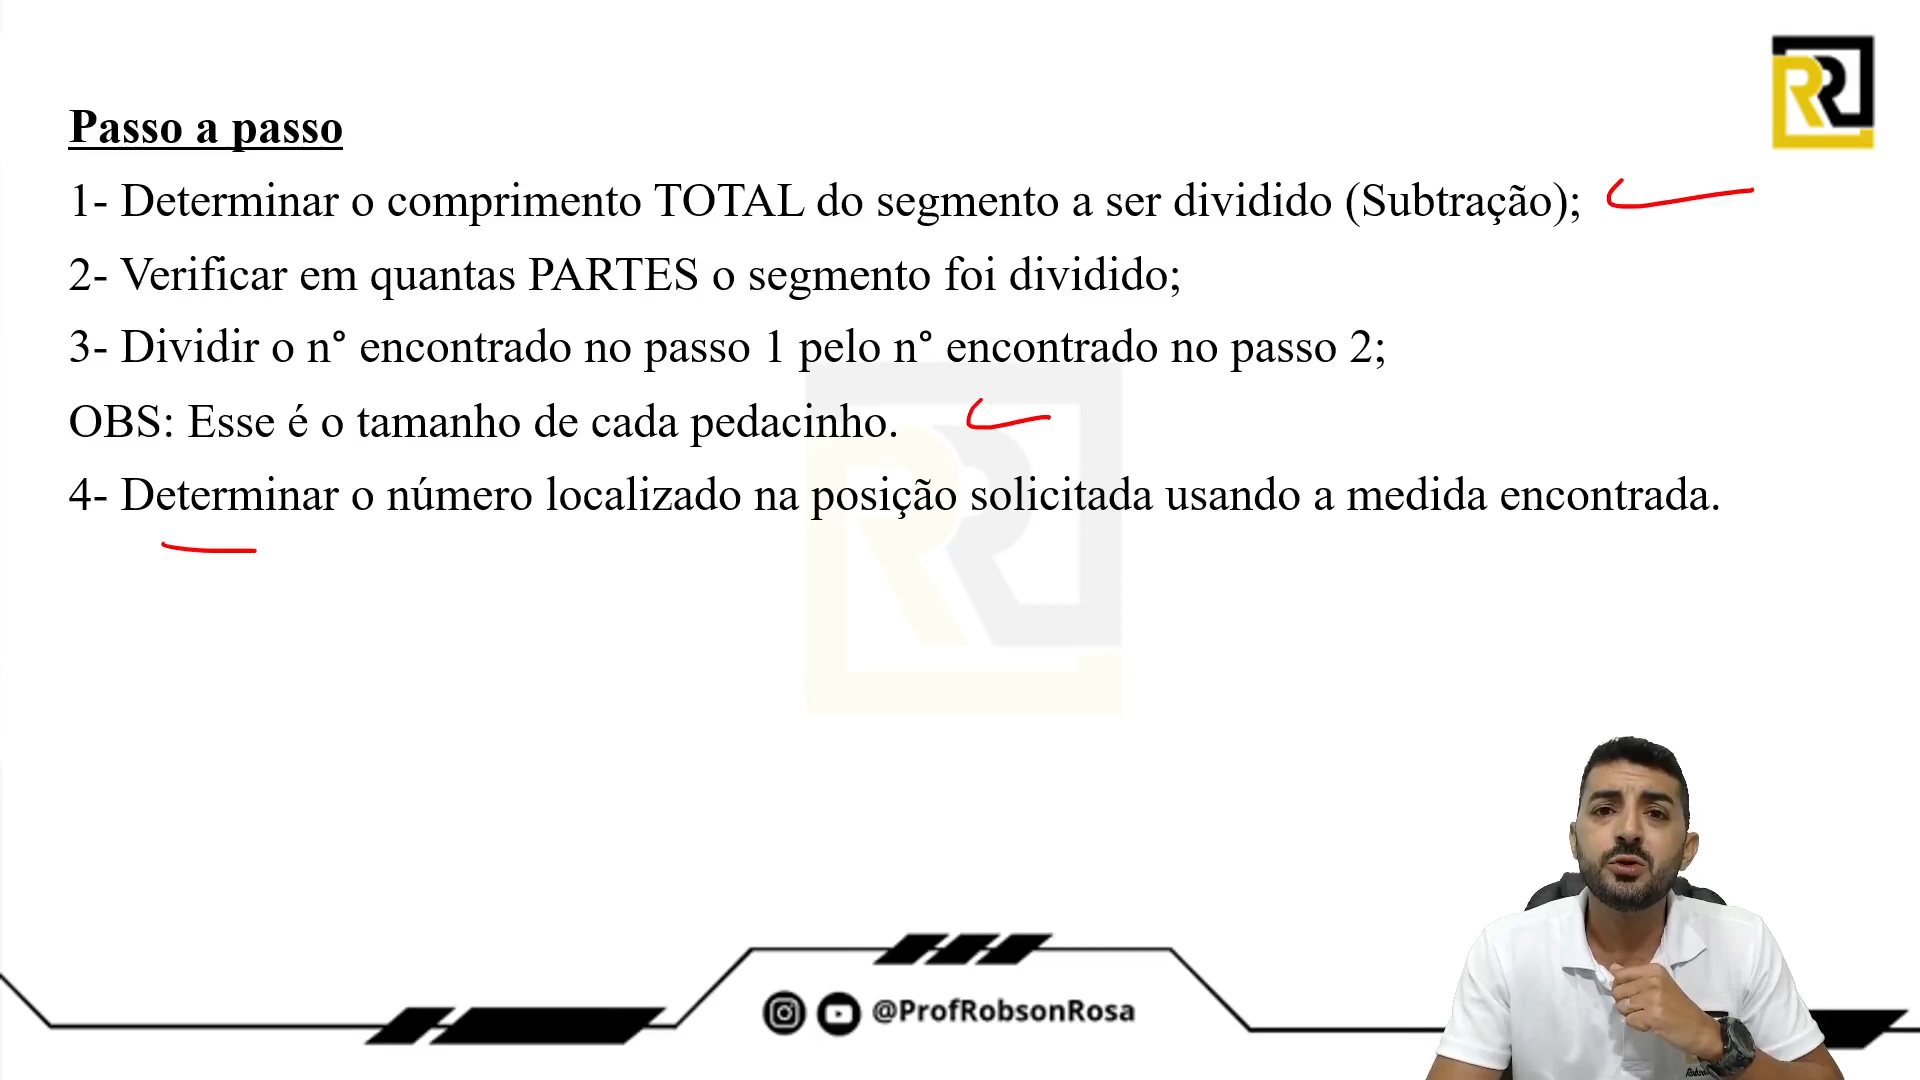 Passo a passo
1- Determinar o comprimento TOTAL do segmento a ser dividido (Subtração);
2- Verificar em quantas PARTES o segmento foi dividido;
3- Dividir o n° encontrado no passo 1 pelo n° encontrado no passo 2;
OBS: Esse é o tamanho de cada pedacinho.
4- Determinar o número localizado na posição solicitada usando a medida encontrada.
@ProfRobsonRosa